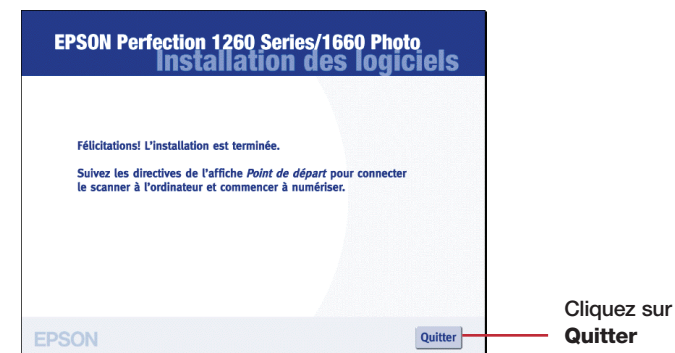 EPSON Perfection 1260 Series/1660 Photo
Installation des logiciels
Félicitations! L'installation est terminée.
Suivez les directives de l'affiche Point de départ pour connecter
le scanner à l'ordinateur et commencer à numériser.
EPSON
Quitter
Cliquez sur
Quitter